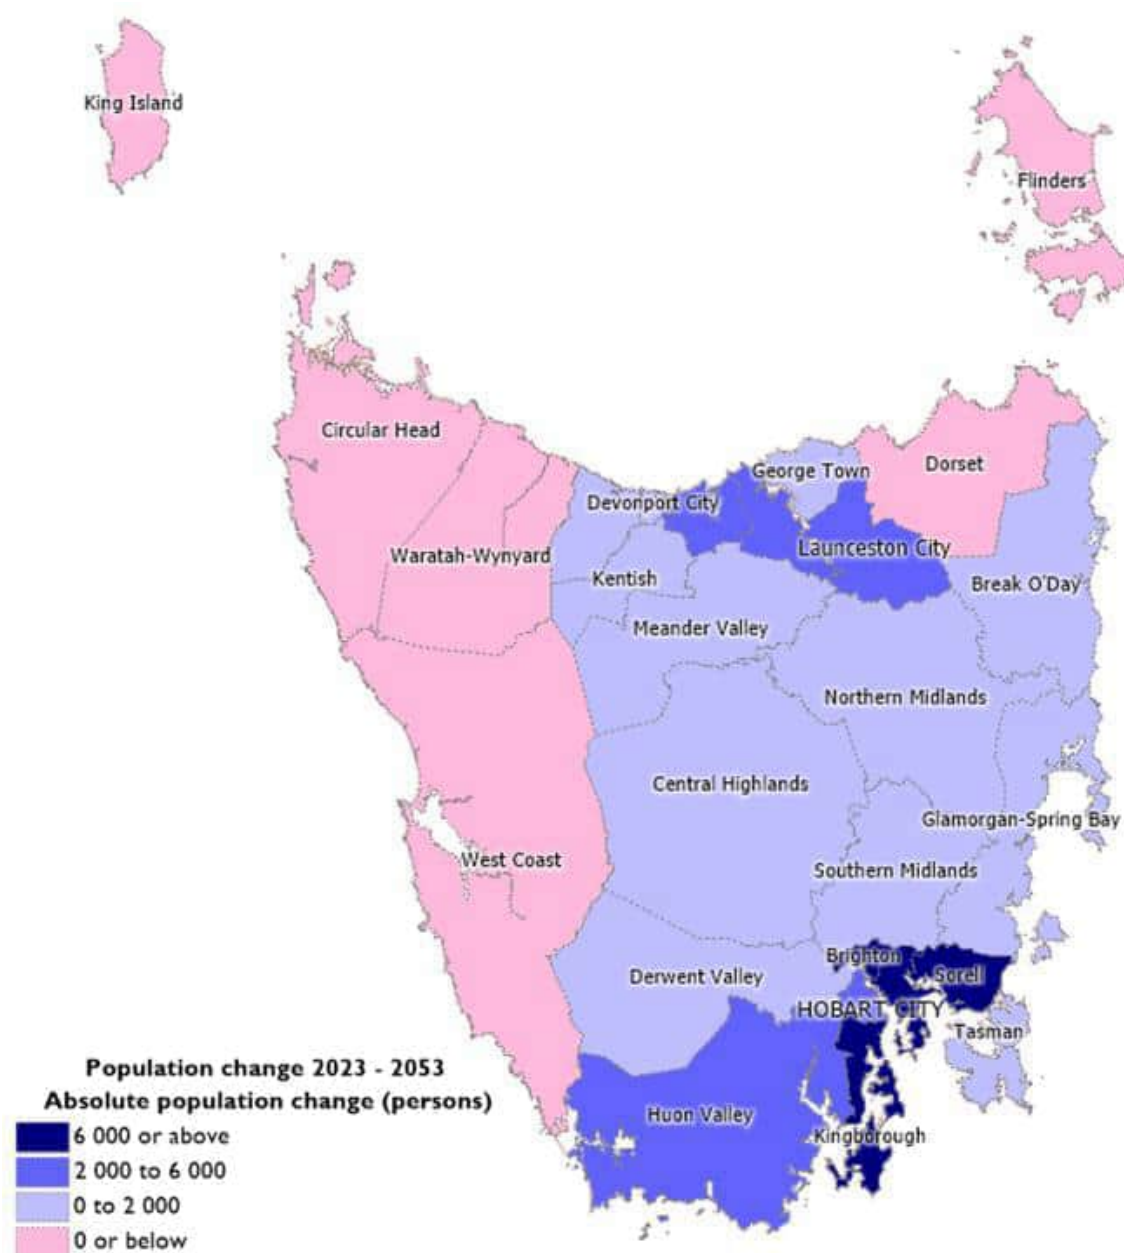 King Island
Flinders
Circular Head
George Town
Dorset
Devonport City
Launceston City
Waratah-Wynyard
Kentish
Break O'Day
Meander Valley
Northern Midlands
Central Highlands
Glamorgan-Spring Bay
West Coast
Southern Midlands
Brighton
Sorell
Derwent Valley
HOBART CITY
Tasman
Huon Valley
Kingborough
Population change 2023 - 2053
Absolute population change (persons)
6 000 or above
2 000 to 6 000
0 to 2 000
0 or below